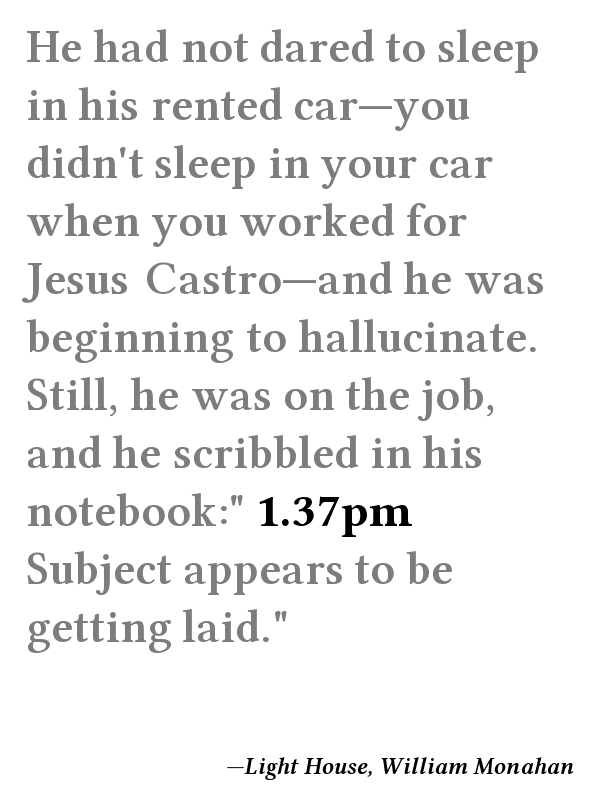 He had not dared to sleep
in his rented car—you
didn't sleep in your car
when you worked for
Jesus Castro—and he was
beginning to hallucinate.
Still, he was on the job,
and he scribbled in his
notebook:" 1.37pm
Subject appears to be
getting laid."
—Light House, William Monahan